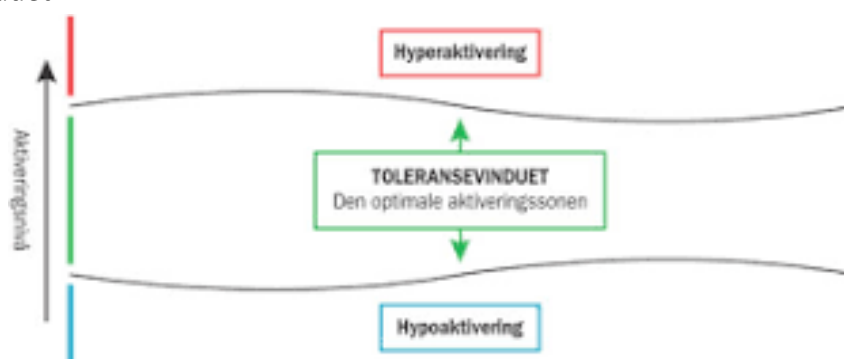 Hyperaktivering
Aktiveringsnivå
TOLERANSEVINDUET
Den optimale aktiveringssonen
Hypoaktivering